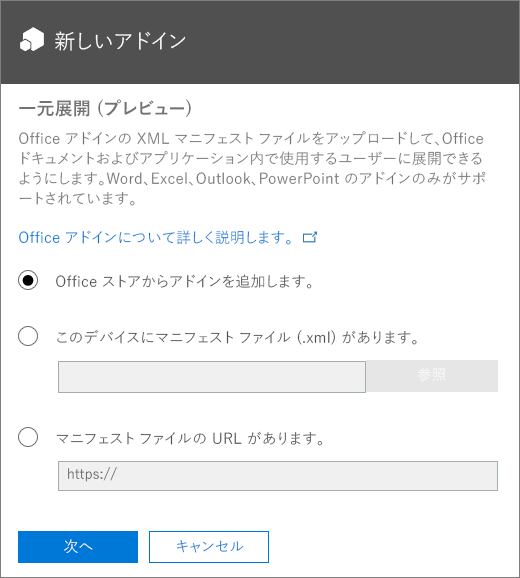 新しいアドイン
一元展開 (プレビュー)
Office アドインの XML マニフェスト ファイルをアップロードして、Office
ドキュメントおよびアプリケーション内で使用するユーザーに展開できる
ようにします。Word、Excel、Outlook、PowerPoint のアドインのみがサポ
ートされています。
Office アドインについて詳しく説明します。
Office ストアからアドインを追加します。
このデバイスにマニフェスト ファイル (.xml) があります。
参照
マニフェスト ファイルの URL があります。
https://
次へ
キャンセル